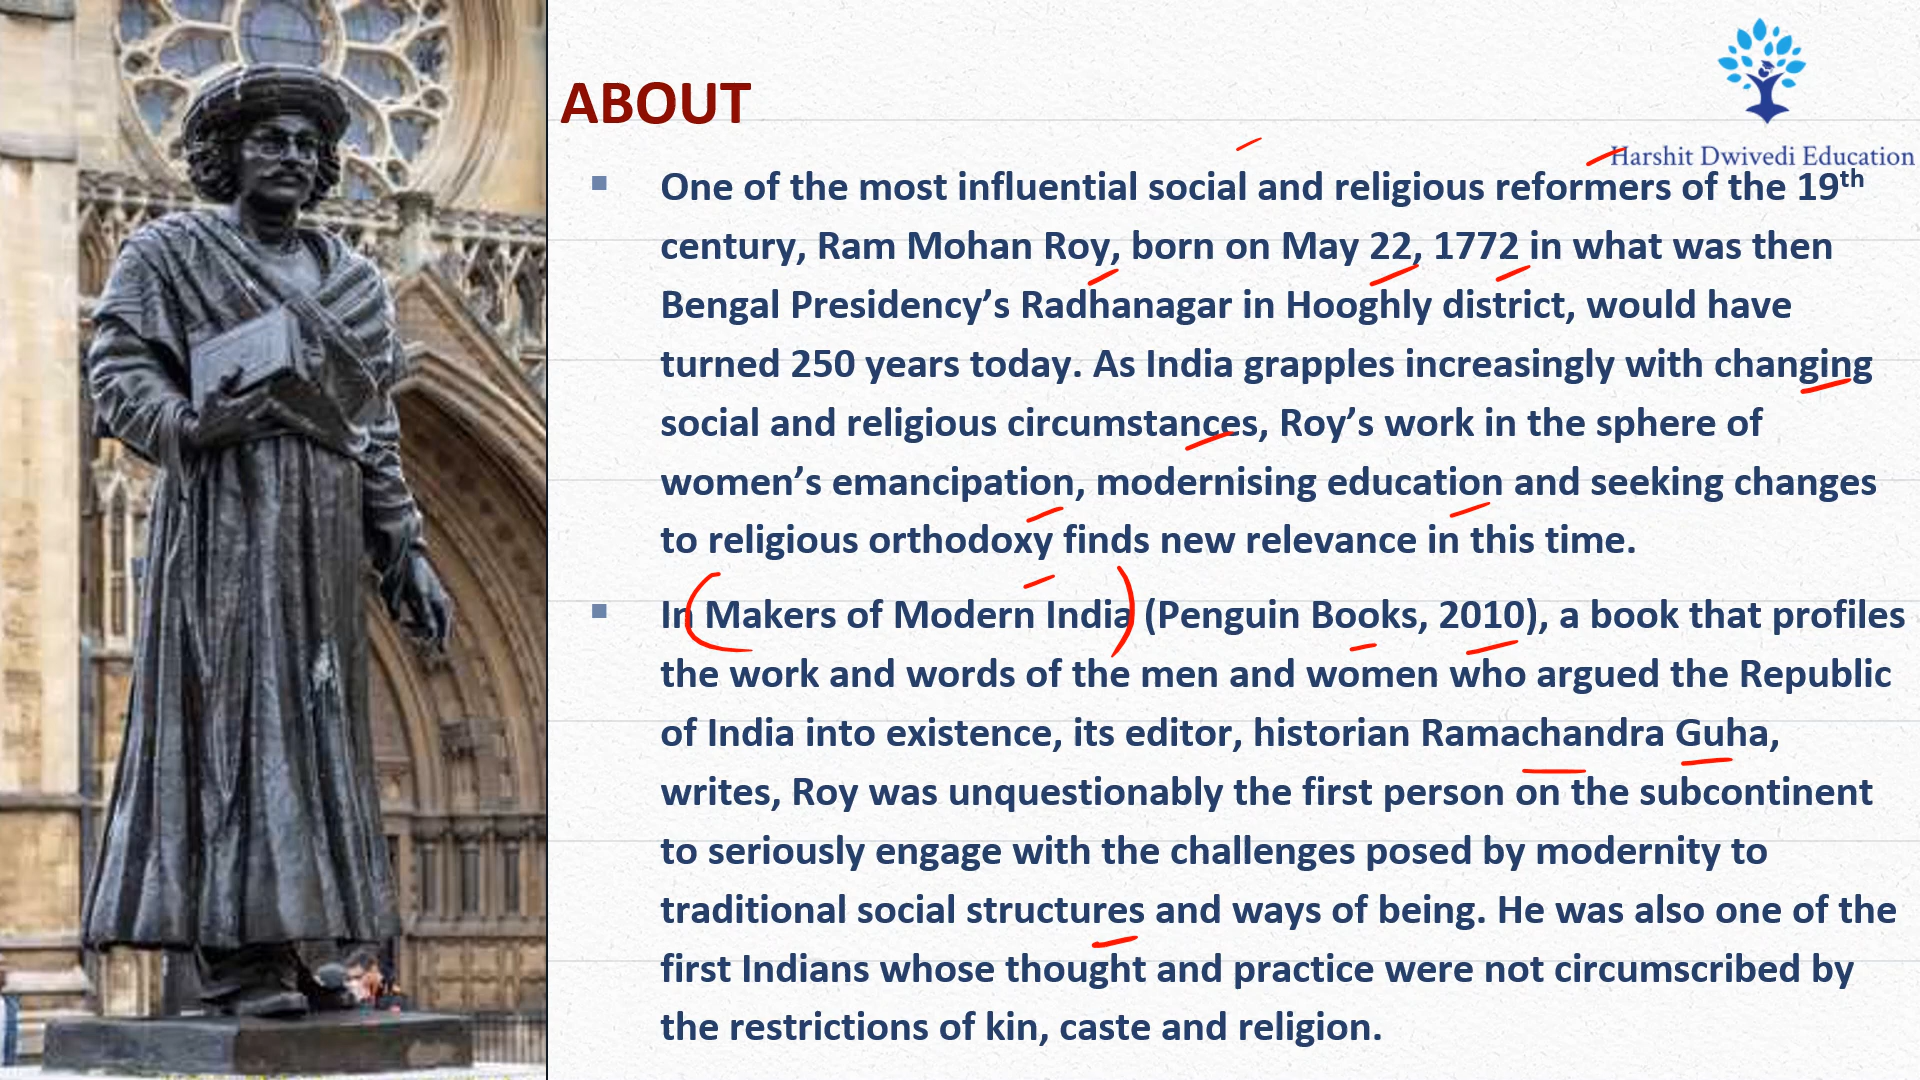 ABOUT
Harshit Dwivedi Education
One of the most influential social and religious reformers of the 19th
century, Ram Mohan Roy, born on May 22, 1772 in what was then
Bengal Presidency’s Radhanagar in Hooghly district, would have
turned 250 years today. As India grapples increasingly with changing
social and religious circumstances, Roy’s work in the sphere of
women’s emancipation, modernising education and seeking changes
to religious orthodoxy finds new relevance in this time.
In Makers of Modern India (Penguin Books, 2010), a book that profiles
the work and words of the men and women who argued the Republic
of India into existence, its editor, historian Ramachandra Guha,
writes, Roy was unquestionably the first person on the subcontinent
to seriously engage with the challenges posed by modernity to
traditional social structures and ways of being. He was also one of the
first Indians whose thought and practice were not circumscribed by
the restrictions of kin, caste and religion.